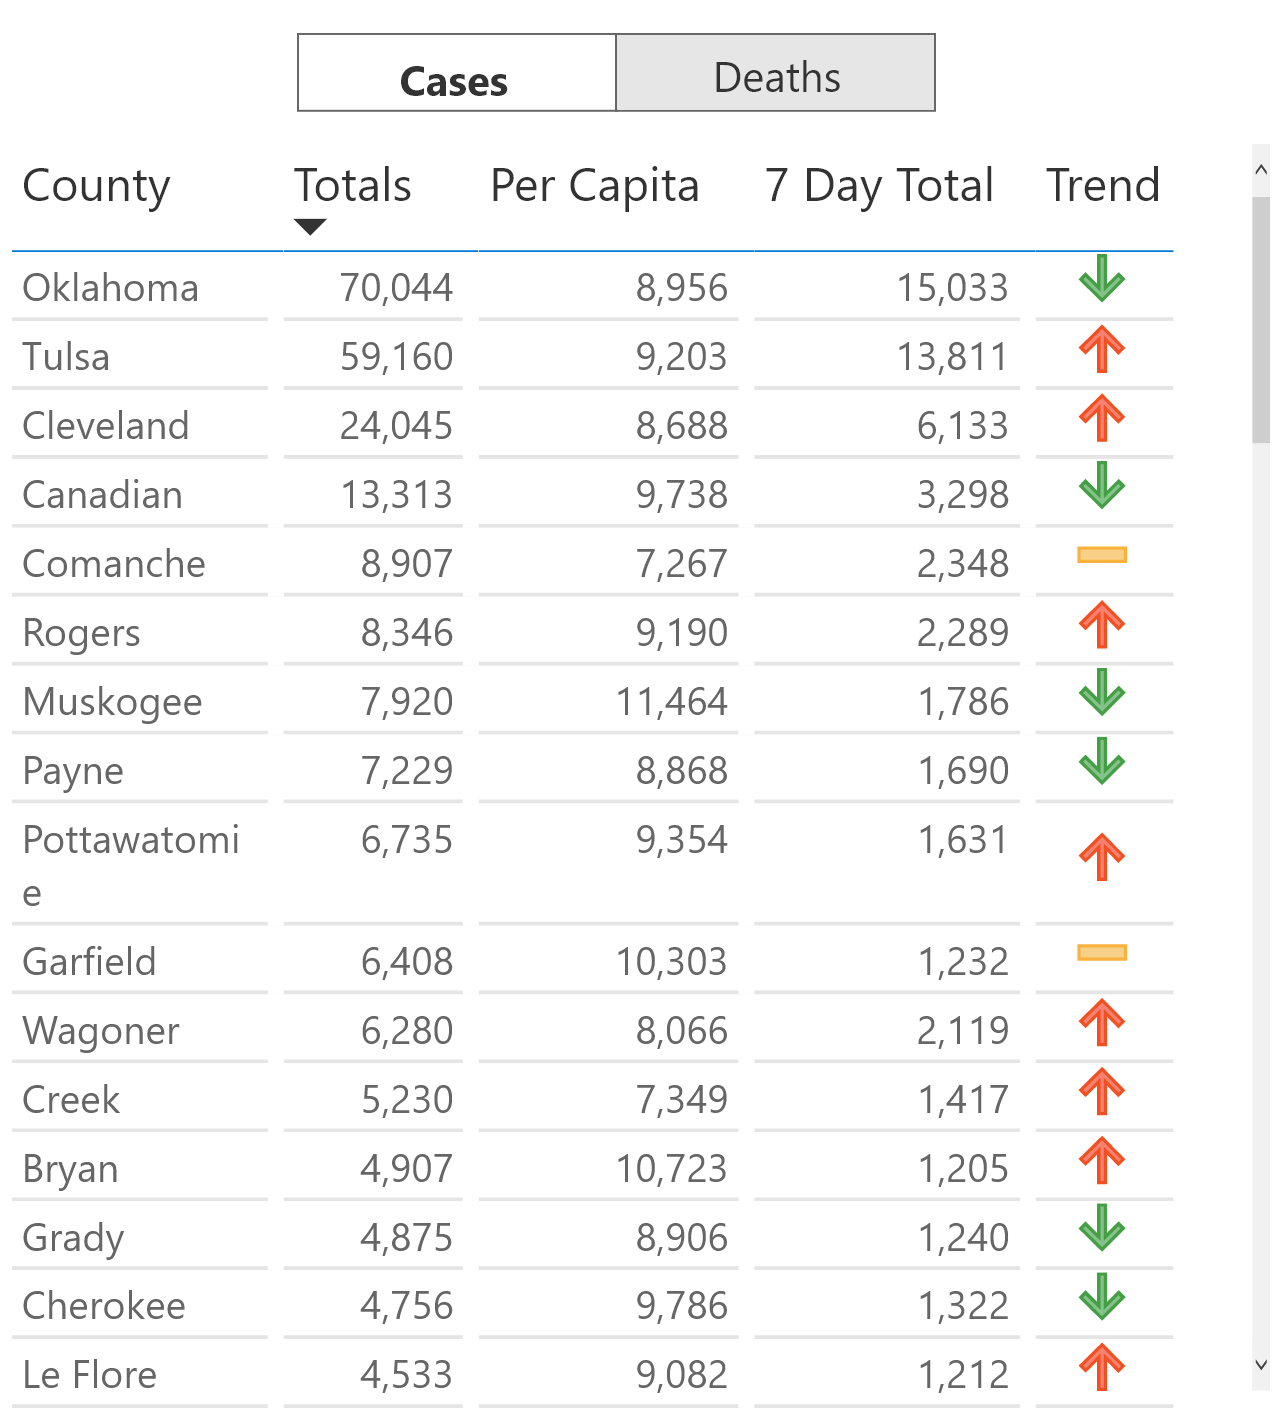 Cases Deaths
County Totals Per Capita 7 Day Total Trend
Oklahoma 70,044 8,956 15,033
Tulsa 59,160 9,203 13,811
Cleveland 24,045 8,688 6,133
Canadian 13,313 9,738 3,298
Comanche 8,907 7,267 2,348
Rogers 8,346 9,190 2,289
Muskogee 7,920 11,464 1,786
Payne 7,229 8,868 1,690
Pottawatomi 6,735 9,354 1,631
e
Garfield 6,408 10,303 1,232
Wagoner 6,280 8,066 2,119
Creek 5,230 7,349 1,417
Bryan 4,907 10,723 1,205
Grady 4,875 8,906 1,240
Cherokee 4,756 9,786 1,322
Le Flore 4,533 9,082 1,212